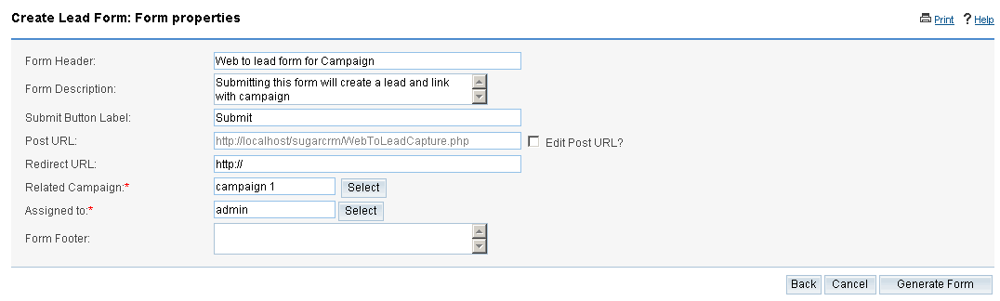 Create Lead Form: Form properties
Print ? Help
Form Header: Web to lead form for Campaign
Form Description: Submitting this form will create a lead and link
with campaign
Submit Button Label: Submit
Post URL: http://localhost/sugarcrm/WebToLeadCapture.php Edit Post URL?
Redirect URL: http://
Related Campaign:* campaign 1 Select
Assigned to:* admin Select
Form Footer:
Back Cancel Generate Form